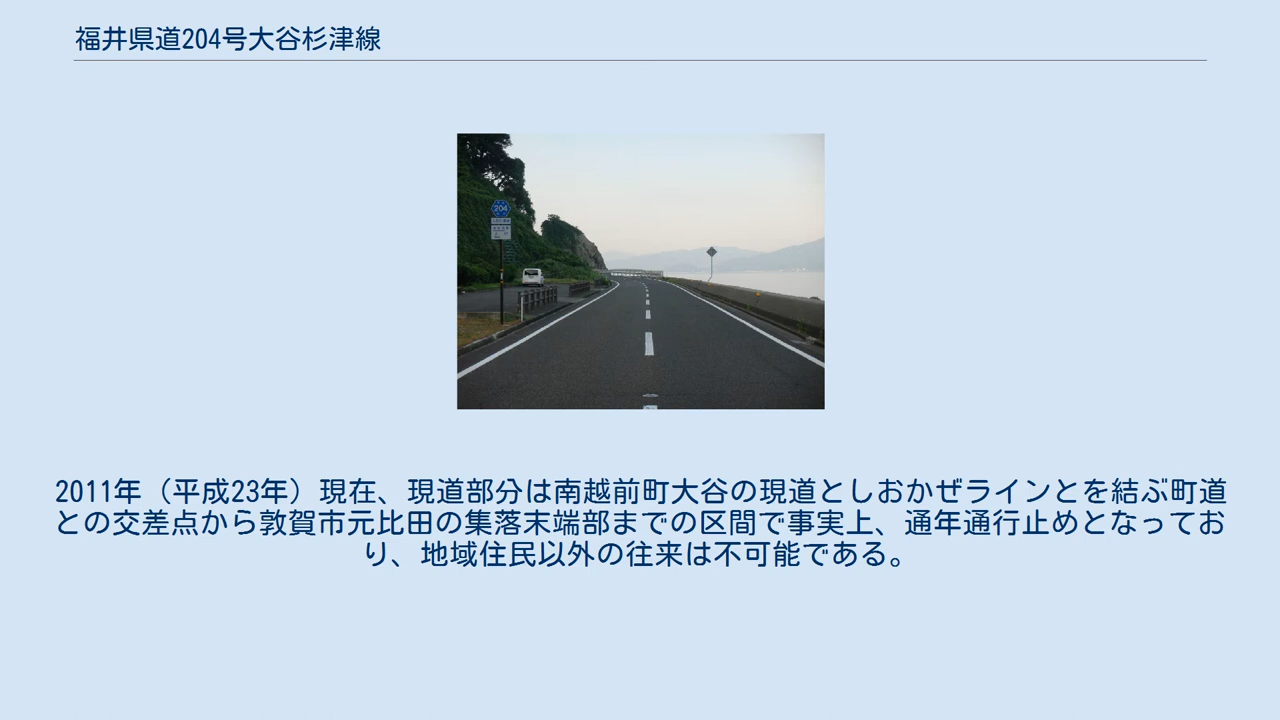 福井県道204号大谷杉津線
204
2011年（平成23年）現在、現道部分は南越前町大谷の現道としおかぜラインとを結ぶ町道
との交差点から敦賀市元比田の集落末端部までの区間で事実上、通年通行止めとなってお
り、地域住民以外の往来は不可能である。